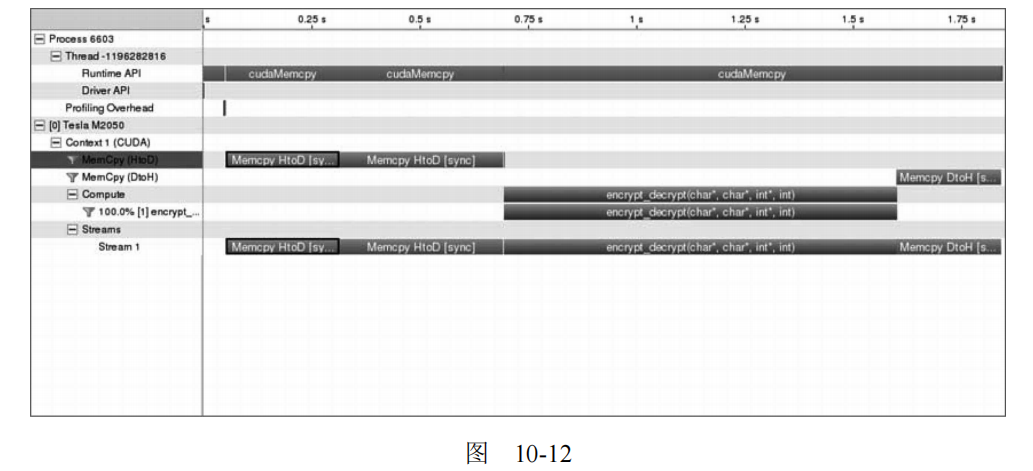 s 0.25 s 0.5 s 0.75 s 1 s 1.25 s 1.5 s 1.75 s
Process 6603
Thread -1196282816
Runtime API cudaMemcpy cudaMemcpy cudaMemcpy
Driver API
Profiling Overhead
[0] Tesla M2050
Context 1 (CUDA)
MemCpy (HtoD) Memcpy HtoD [sy... Memcpy HtoD [sync]
MemCpy (DtoH) Memcpy DtoH [s...
Compute encrypt_decrypt(char*, char*, int*, int)
100.0% [1] encrypt_... encrypt_decrypt(char*, char*, int*, int)
Streams
Stream 1 Memcpy HtoD [sy... Memcpy HtoD [sync] encrypt_decrypt(char*, char*, int*, int) Memcpy DtoH [s...
图 10-12